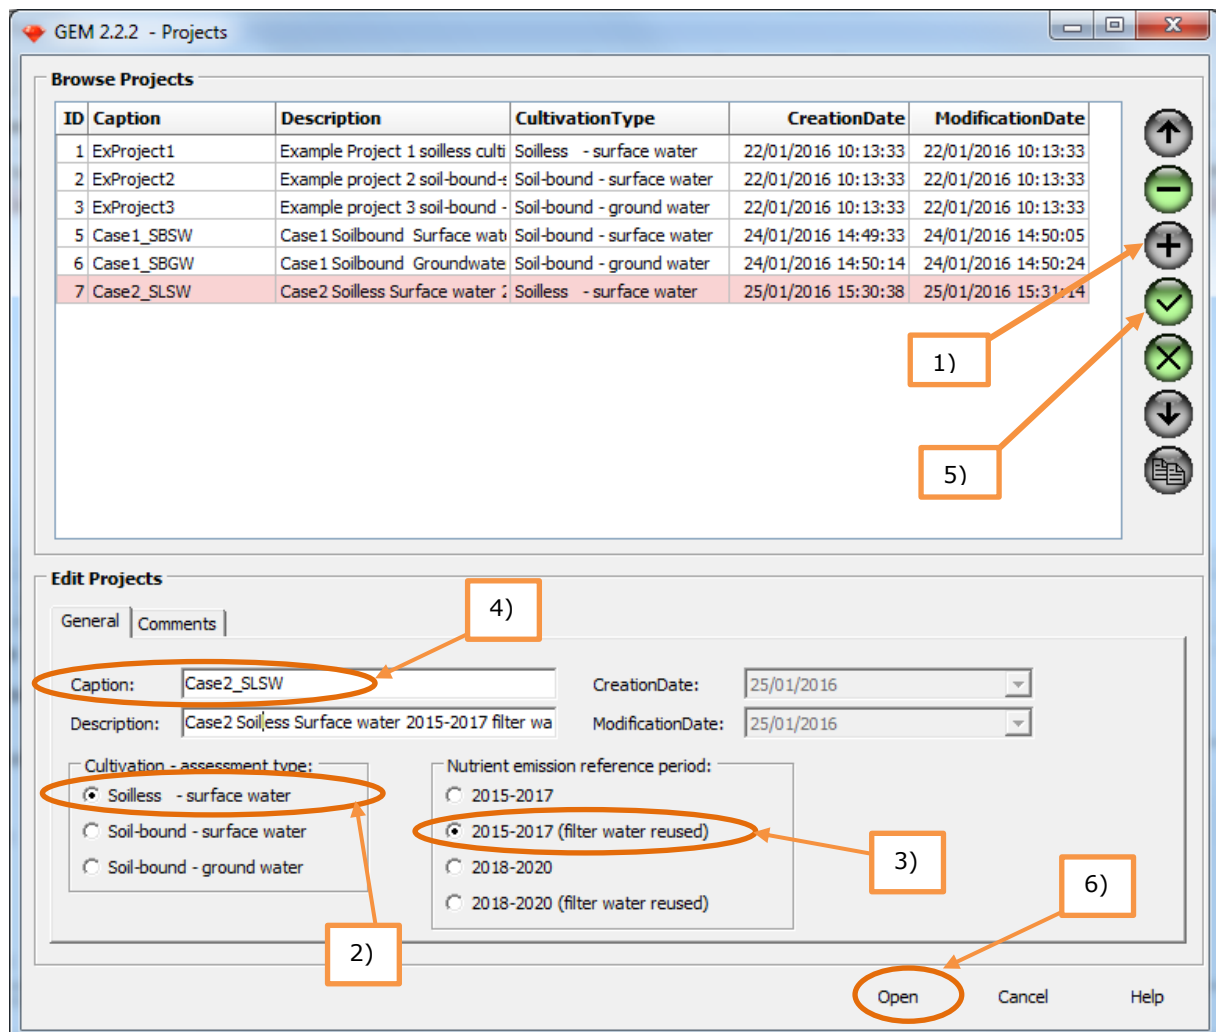 GEM 2.2.2 - Projects
Browse Projects
ID Caption Description CultivationType CreationDate ModificationDate
1 ExProject1 Example Project 1 soilless culti Soilless - surface water 22/01/2016 10:13:33 22/01/2016 10:13:33
2 ExProject2 Example project 2 soil-bound-s Soil-bound - surface water 22/01/2016 10:13:33 22/01/2016 10:13:33
3 ExProject3 Example project 3 soil-bound - Soil-bound - ground water 22/01/2016 10:13:33 22/01/2016 10:13:33
5 Case1_SBSW Case1 Soilbound Surface wate Soil-bound - surface water 24/01/2016 14:49:33 24/01/2016 14:50:05
6 Case1_SBGW Case1 Soilbound Groundwate Soil-bound - ground water 24/01/2016 14:50:14 24/01/2016 14:50:24
7 Case2_SLSW Case2 Soilless Surface water 2 Soilless - surface water 25/01/2016 15:30:38 25/01/2016 15:31:14
1)
5)
Edit Projects
4)
General Comments
Caption: Case2_SLSW CreationDate: 25/01/2016
Description: Case2 Soilless Surface water 2015-2017 filter wa ModificationDate: 25/01/2016
Cultivation - assessment type: Nutrient emission reference period:
Soilless - surface water 2015-2017
Soil-bound - surface water 2015-2017 (filter water reused)
Soil-bound - ground water 2018-2020
3)
2018-2020 (filter water reused)
6)
2)
Open Cancel Help